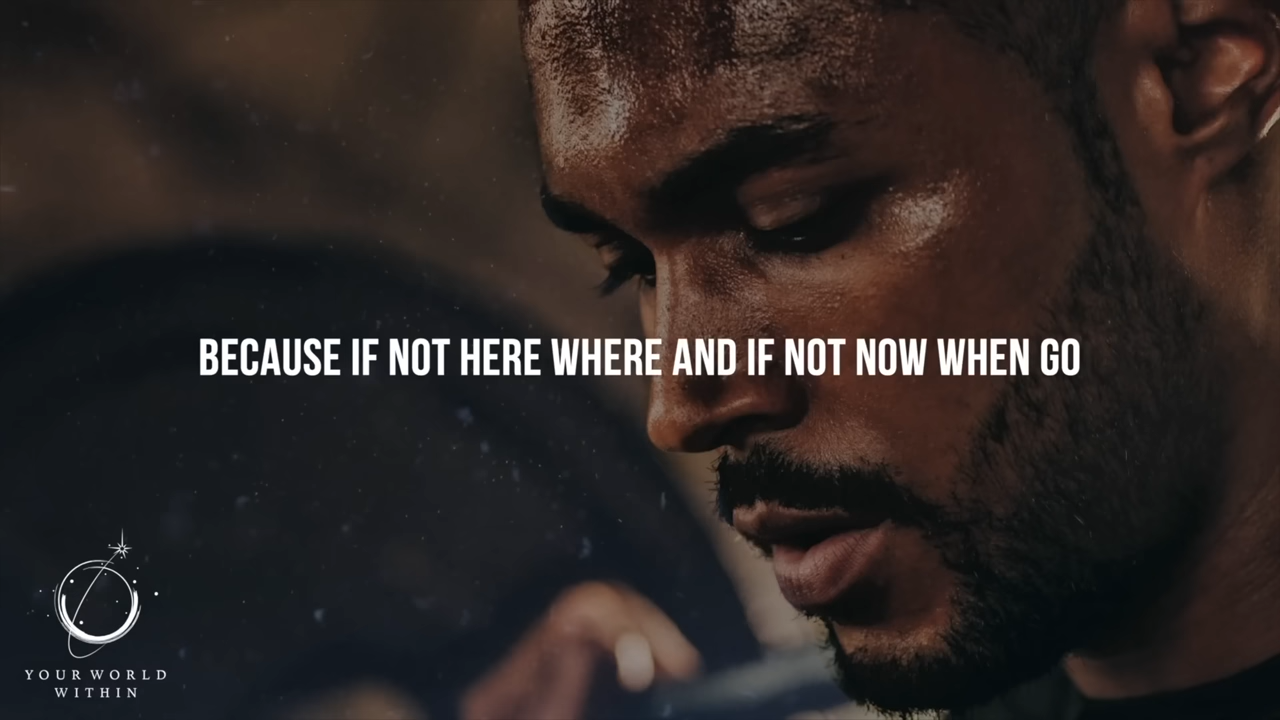 BECAUSE IF NOT HERE WHERE AND IF NOT NOW WHEN GO
YOUR WORLD
WITHIN